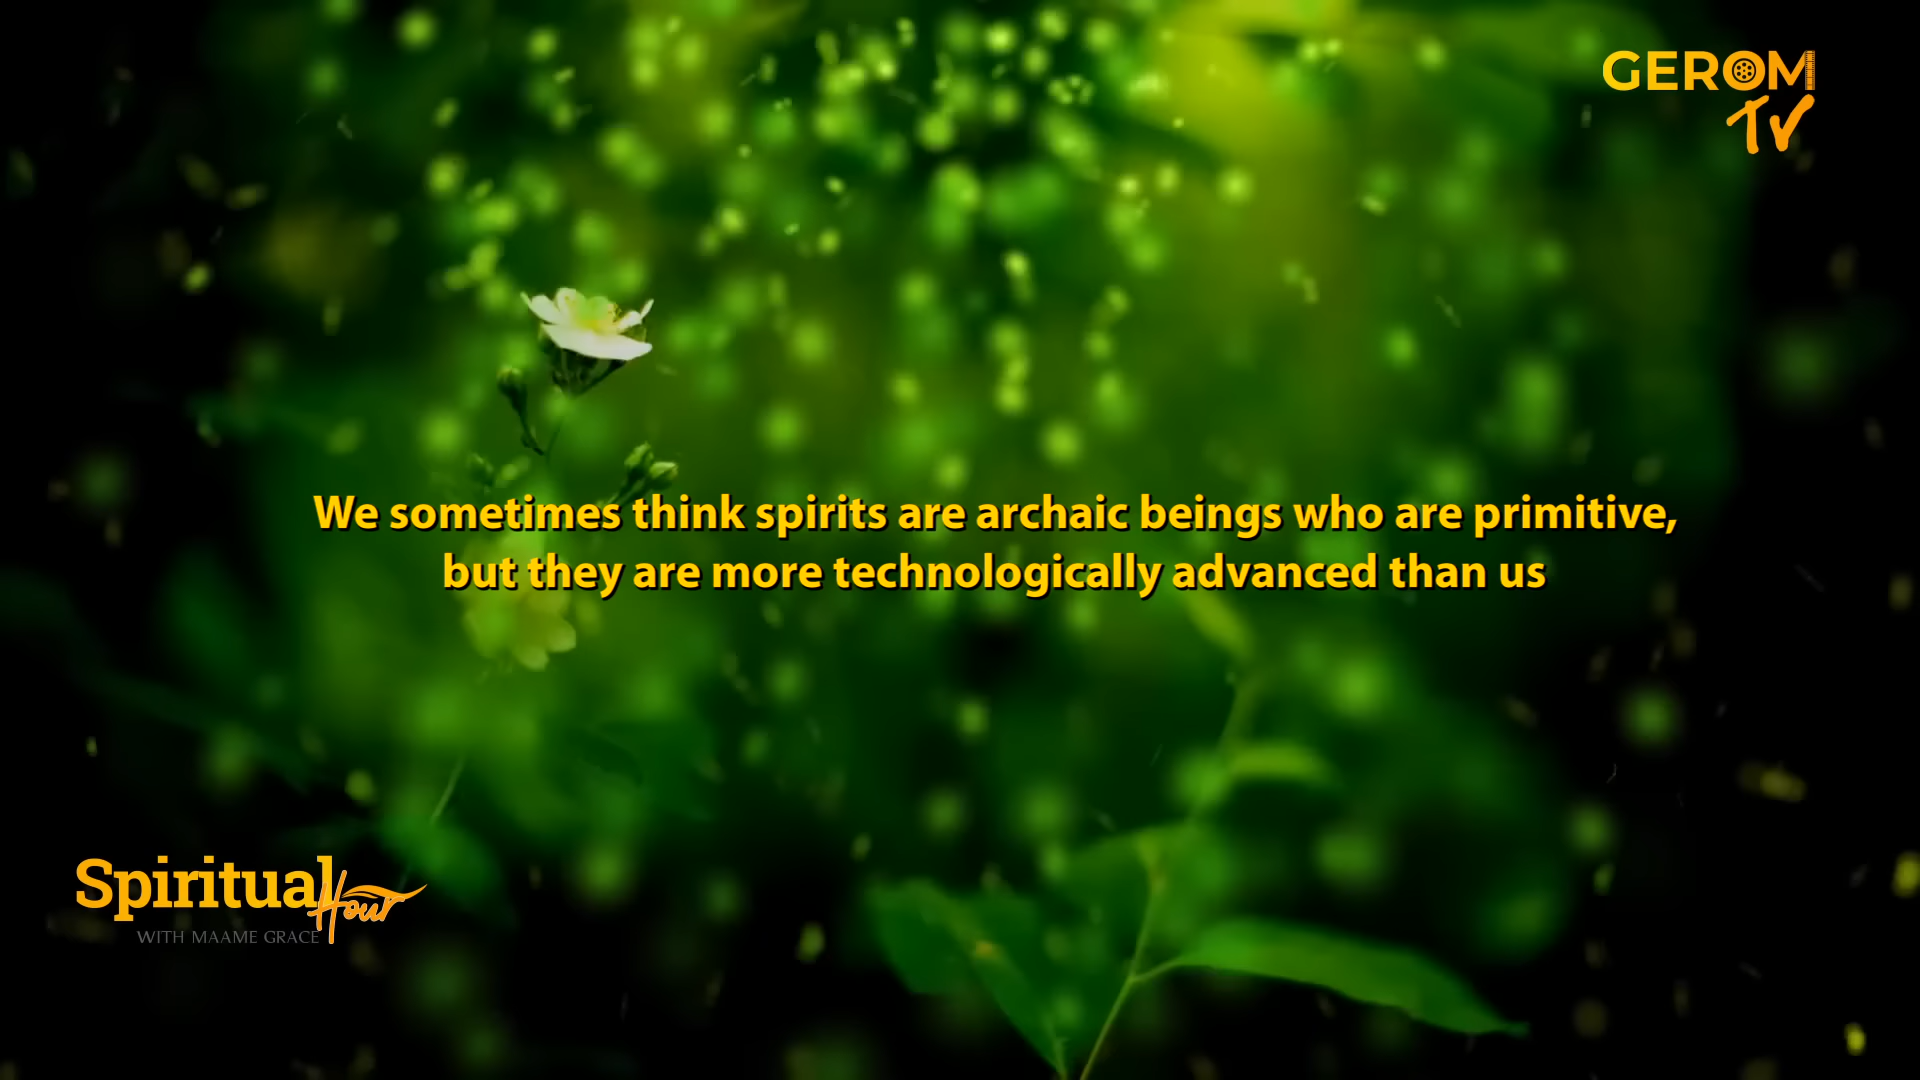 GEROM
TV
We sometimes think spirits are archaic beings who are primitive,
but they are more technologically advanced than us
Spiritual
Hour
WITH MAAME GRACE